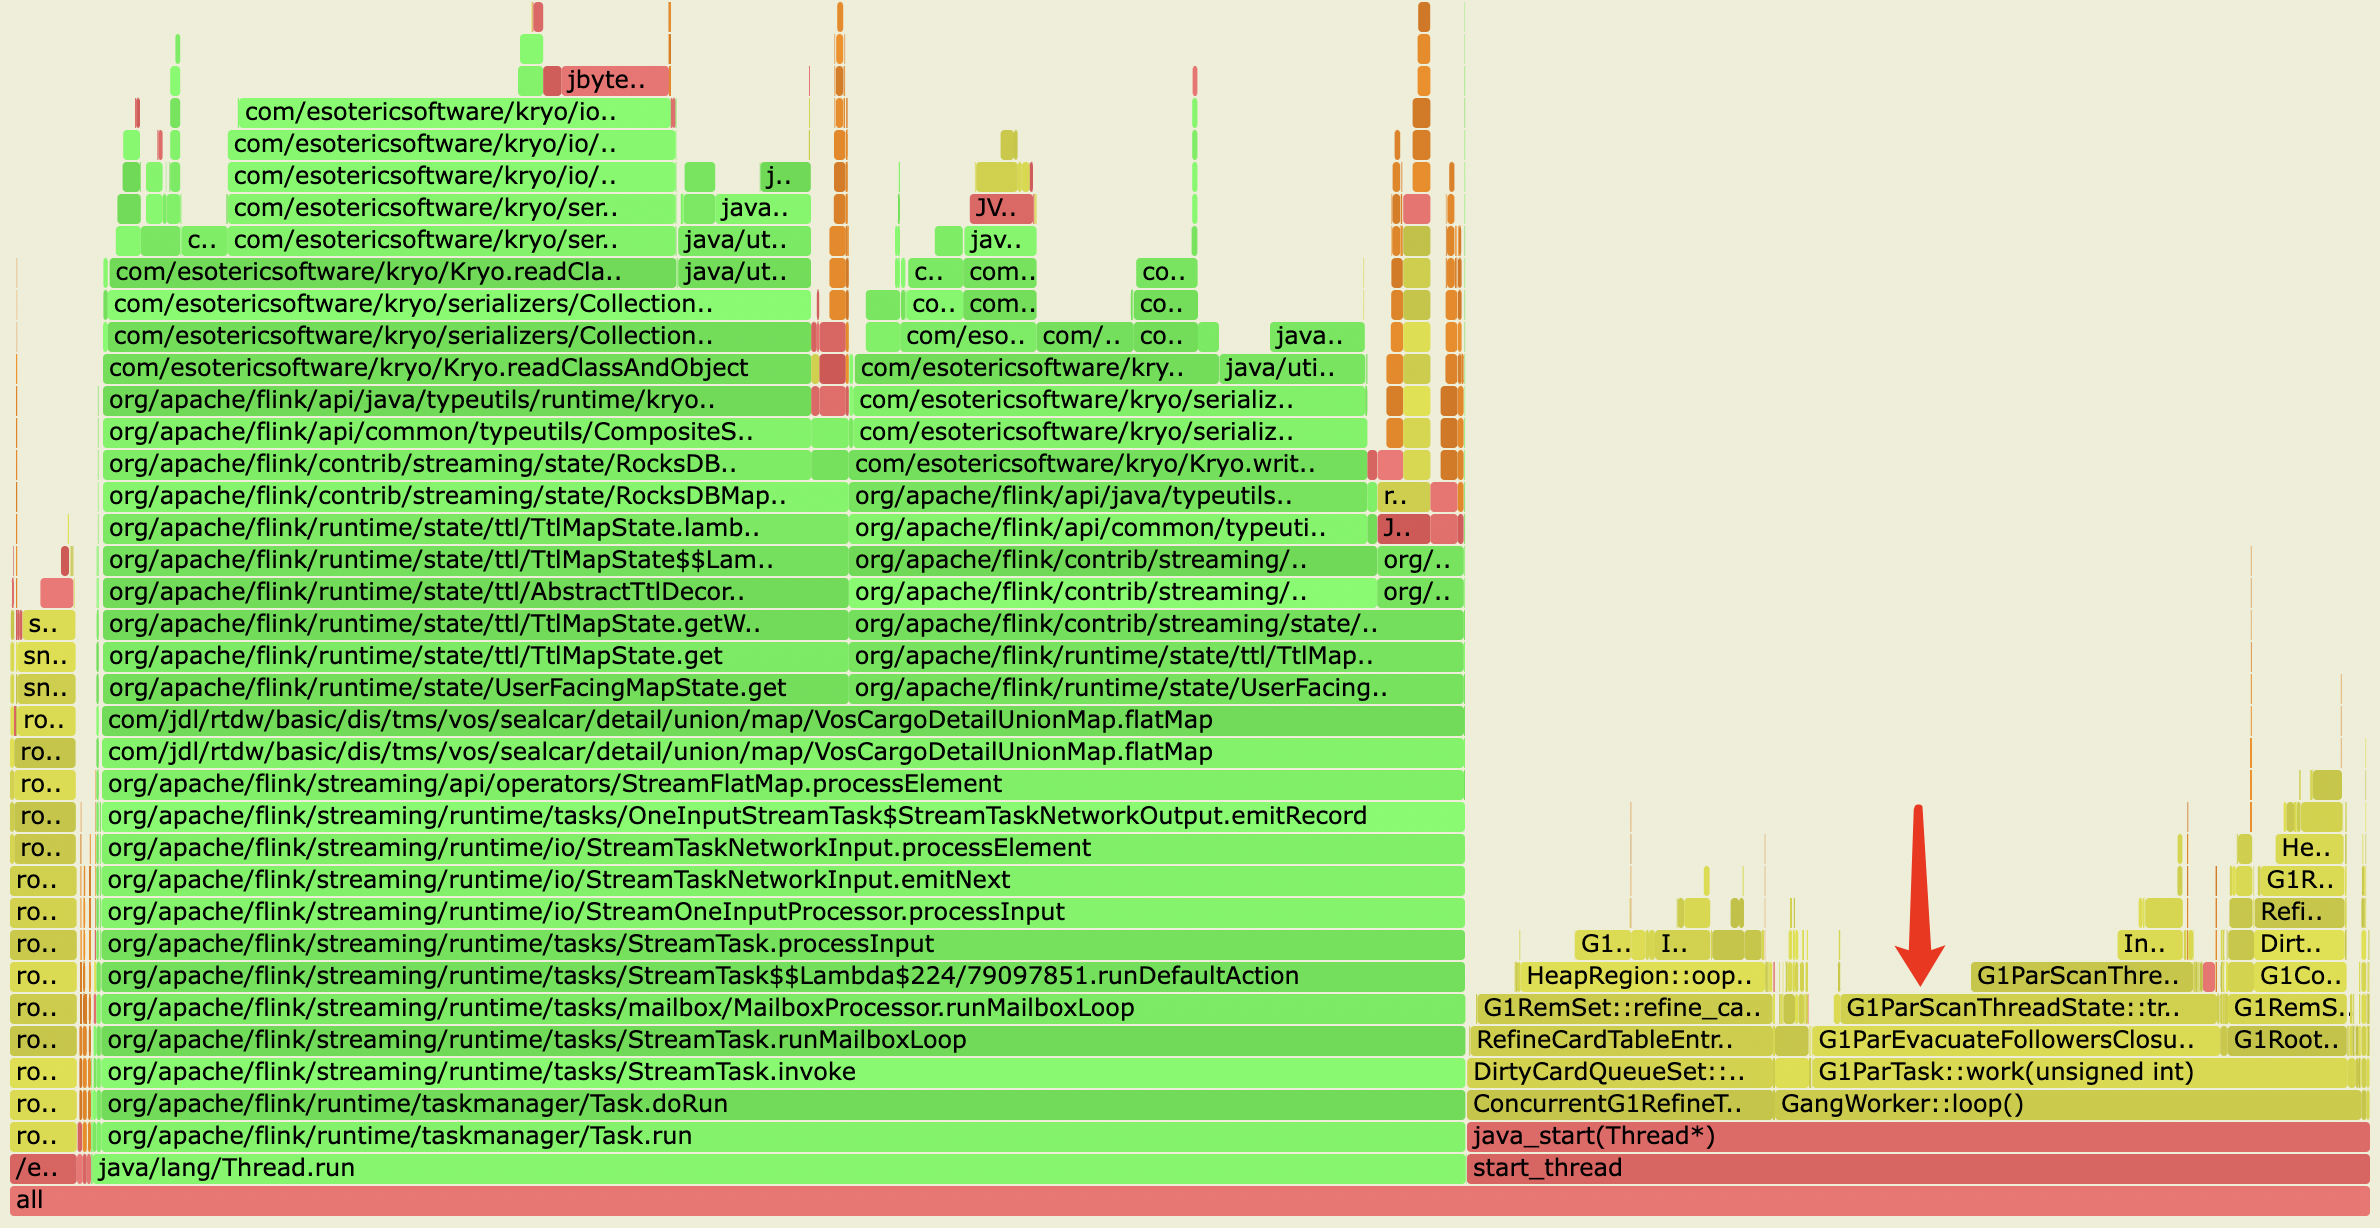 jbyte..
com/esotericsoftware/kryo/io..
com/esotericsoftware/kryo/io/..
com/esotericsoftware/kryo/io/.. j..
com/esotericsoftware/kryo/ser.. java.. JV..
c.. com/esotericsoftware/kryo/ser.. java/ut.. jav..
com/esotericsoftware/kryo/Kryo.readCla.. java/ut.. c.. com.. co..
com/esotericsoftware/kryo/serializers/Collection.. co.. com.. co..
com/esotericsoftware/kryo/serializers/Collection.. com/eso.. com/.. co.. java..
com/esotericsoftware/kryo/Kryo.readClassAndObject com/esotericsoftware/kry.. java/uti..
org/apache/flink/api/java/typeutils/runtime/kryo.. com/esotericsoftware/kryo/serializ..
org/apache/flink/api/common/typeutils/CompositeS.. com/esotericsoftware/kryo/serializ..
org/apache/flink/contrib/streaming/state/RocksDB.. com/esotericsoftware/kryo/Kryo.writ..
org/apache/flink/contrib/streaming/state/RocksDBMap.. org/apache/flink/api/java/typeutils.. r..
org/apache/flink/runtime/state/ttl/TtlMapState.lamb.. org/apache/flink/api/common/typeuti.. J..
org/apache/flink/runtime/state/ttl/TtlMapState$$Lam.. org/apache/flink/contrib/streaming/.. org/..
org/apache/flink/runtime/state/ttl/AbstractTtlDecor.. org/apache/flink/contrib/streaming/.. org/..
s.. org/apache/flink/runtime/state/ttl/TtlMapState.getW.. org/apache/flink/contrib/streaming/state/..
sn.. org/apache/flink/runtime/state/ttl/TtlMapState.get org/apache/flink/runtime/state/ttl/TtlMap..
sn.. org/apache/flink/runtime/state/UserFacingMapState.get org/apache/flink/runtime/state/UserFacing..
ro.. com/jdl/rtdw/basic/dis/tms/vos/sealcar/detail/union/map/VosCargoDetailUnionMap.flatMap
ro.. com/jdl/rtdw/basic/dis/tms/vos/sealcar/detail/union/map/VosCargoDetailUnionMap.flatMap
ro.. org/apache/flink/streaming/api/operators/StreamFlatMap.processElement
ro.. org/apache/flink/streaming/runtime/tasks/OneInputStreamTask$StreamTaskNetworkOutput.emitRecord
ro.. org/apache/flink/streaming/runtime/io/StreamTaskNetworkInput.processElement He..
ro.. org/apache/flink/streaming/runtime/io/StreamTaskNetworkInput.emitNext G1R..
ro.. org/apache/flink/streaming/runtime/io/StreamOneInputProcessor.processInput Refi..
ro.. org/apache/flink/streaming/runtime/tasks/StreamTask.processInput G1.. I.. In.. Dirt..
ro.. org/apache/flink/streaming/runtime/tasks/StreamTask$$Lambda$224/79097851.runDefaultAction HeapRegion::oop.. G1ParScanThre.. G1Co..
ro.. org/apache/flink/streaming/runtime/tasks/mailbox/MailboxProcessor.runMailboxLoop G1RemSet::refine_ca.. G1ParScanThreadState::tr.. G1RemS..
ro.. org/apache/flink/streaming/runtime/tasks/StreamTask.runMailboxLoop RefineCardTableEntr.. G1ParEvacuateFollowersClosu.. G1Root..
ro.. org/apache/flink/streaming/runtime/tasks/StreamTask.invoke DirtyCardQueueSet::.. G1ParTask::work(unsigned int)
ro.. org/apache/flink/runtime/taskmanager/Task.doRun ConcurrentG1RefineT.. GangWorker::loop()
ro.. org/apache/flink/runtime/taskmanager/Task.run java_start(Thread*)
/e.. java/lang/Thread.run start_thread
all